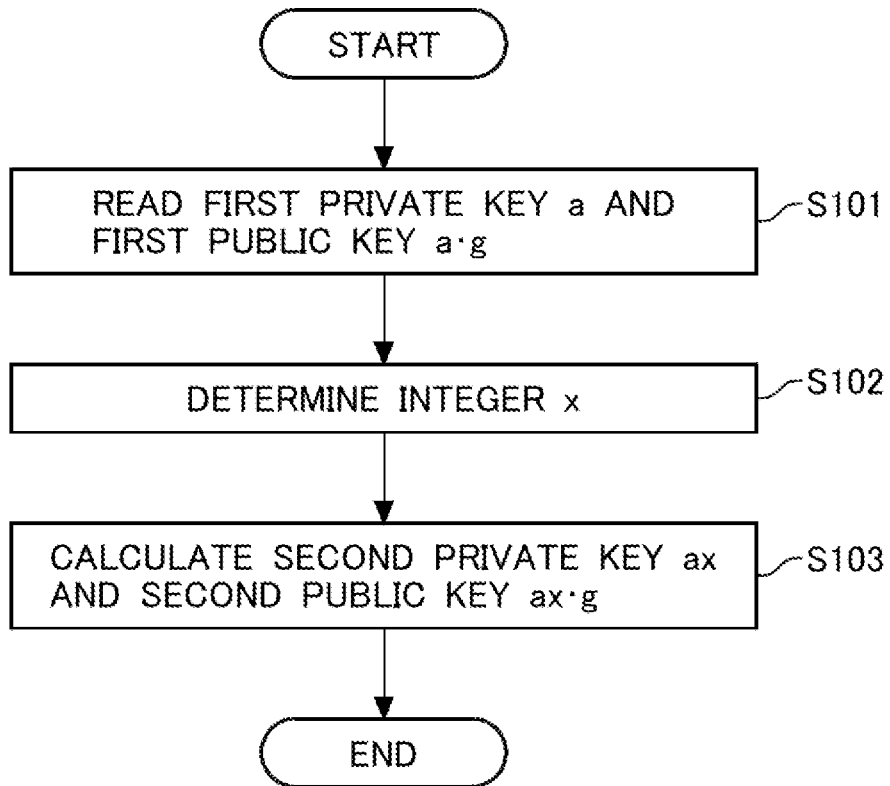 START
READ FIRST PRIVATE KEY a AND
FIRST PUBLIC KEY a·g
S101
DETERMINE INTEGER x
S102
CALCULATE SECOND PRIVATE KEY ax
AND SECOND PUBLIC KEY ax·g
S103
END